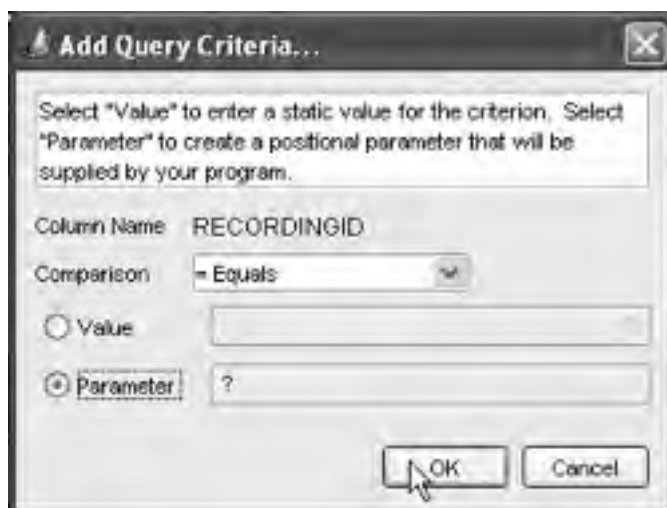 Add Query Criteria...
Select "Value" to enter a static value for the criterion. Select
"Parameter" to create a positional parameter that will be
supplied by your program.
Column Name RECORDINGID
Comparison = Equals
Value
Parameter ?
OK Cancel